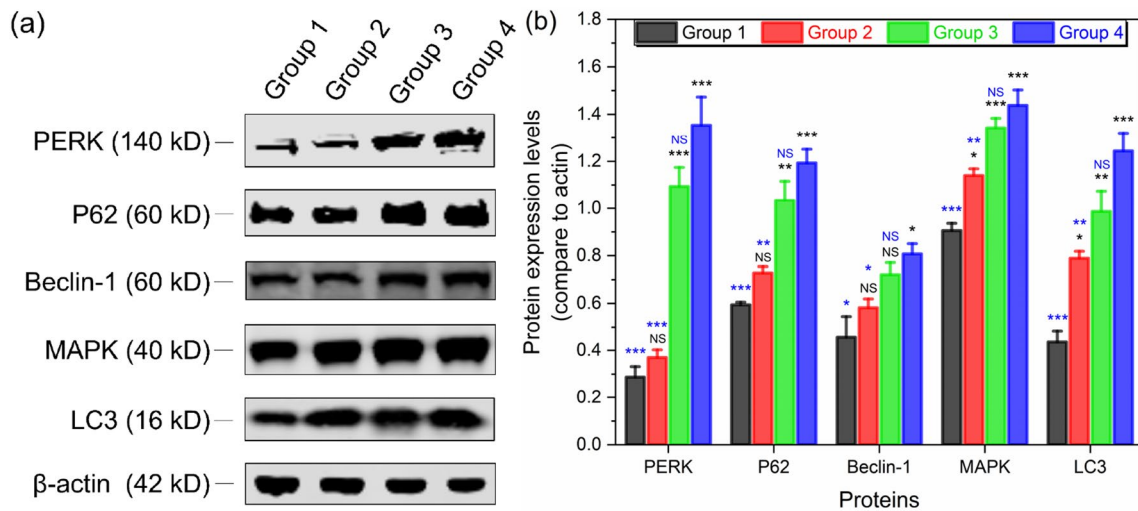 (a)
Group 1
Group 2
Group 3
Group 4
PERK (140 kD)
P62 (60 kD)
Beclin-1 (60 kD)
MAPK (40 kD)
LC3 (16 kD)
β-actin (42 kD)
(b)
Group 1 Group 2 Group 3 Group 4
Protein expression levels
(compare to actin)
1.8
1.6
1.4
1.2
1.0
0.8
0.6
0.4
0.2
0.0
***
***
NS
NS
***
***
***
**
NS
NS
**
***
*
*
NS
NS
NS
*
***
**
*
NS
***
***
***
**
*
NS
**
***
PERK P62 Beclin-1 MAPK LC3
Proteins